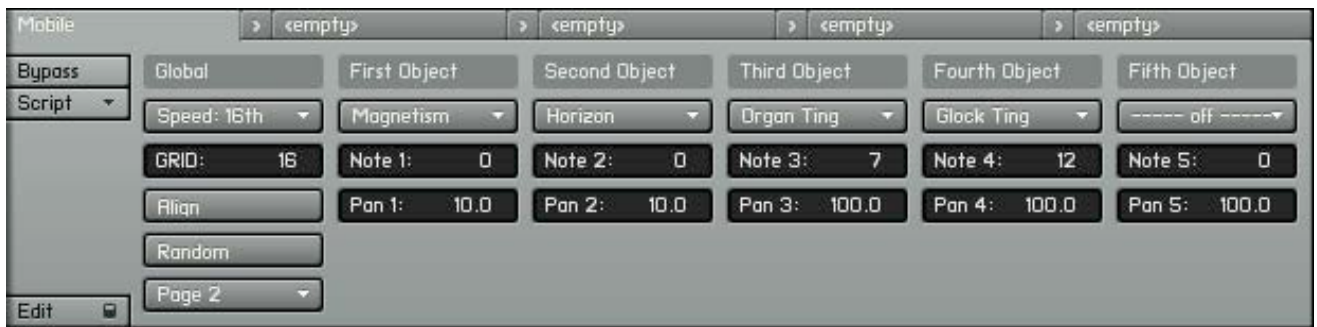 Mobile > <empty> > <empty> > <empty> > <empty>
Bypass Global First Object Second Object Third Object Fourth Object Fifth Object
Script Speed: 16th Magnetism Horizon Organ Ting Glock Ting ----- off -----
GRID: 16 Note 1: 0 Note 2: 0 Note 3: 7 Note 4: 12 Note 5: 0
Align Pan 1: 10.0 Pan 2: 10.0 Pan 3: 100.0 Pan 4: 100.0 Pan 5: 100.0
Random
Page 2
Edit